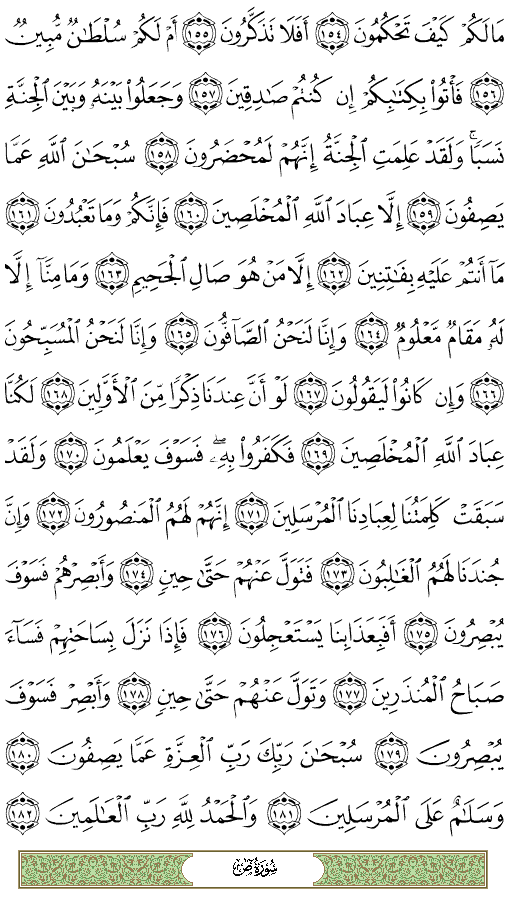 مَا لَكُمْ كَيْفَ تَحْكُمُونَ ١٥٤ أَفَلَا تَذَكَّرُونَ ١٥٥ أَمْ لَكُمْ سُلْطَٰنٌ مُّبِينٌ
١٥٦ فَأْتُوا۟ بِكِتَٰبِكُمْ إِن كُنتُمْ صَٰدِقِينَ ١٥٧ وَجَعَلُوا۟ بَيْنَهُۥ وَبَيْنَ ٱلْجِنَّةِ
نَسَبًا ۚ وَلَقَدْ عَلِمَتِ ٱلْجِنَّةُ إِنَّهُمْ لَمُحْضَرُونَ ١٥٨ سُبْحَٰنَ ٱللَّهِ عَمَّا
يَصِفُونَ ١٥٩ إِلَّا عِبَادَ ٱللَّهِ ٱلْمُخْلَصِينَ ١٦٠ فَإِنَّكُمْ وَمَا تَعْبُدُونَ ١٦١
مَآ أَنتُمْ عَلَيْهِ بِفَٰتِنِينَ ١٦٢ إِلَّا مَنْ هُوَ صَالِ ٱلْجَحِيمِ ١٦٣ وَمَا مِنَّآ إِلَّا
لَهُۥ مَقَامٌ مَّعْلُومٌ ١٦٤ وَإِنَّا لَنَحْنُ ٱلصَّآفُّونَ ١٦٥ وَإِنَّا لَنَحْنُ ٱلْمُسَبِّحُونَ
١٦٦ وَإِن كَانُوا۟ لَيَقُولُونَ ١٦٧ لَوْ أَنَّ عِندَنَا ذِكْرًا مِّنَ ٱلْأَوَّلِينَ ١٦٨ لَكُنَّا
عِبَادَ ٱللَّهِ ٱلْمُخْلَصِينَ ١٦٩ فَكَفَرُوا۟ بِهِۦ ۖ فَسَوْفَ يَعْلَمُونَ ١٧٠ وَلَقَدْ
سَبَقَتْ كَلِمَتُنَا لِعِبَادِنَا ٱلْمُرْسَلِينَ ١٧١ إِنَّهُمْ لَهُمُ ٱلْمَنصُورُونَ ١٧٢ وَإِنَّ
جُندَنَا لَهُمُ ٱلْغَٰلِبُونَ ١٧٣ فَتَوَلَّ عَنْهُمْ حَتَّىٰ حِينٍ ١٧٤ وَأَبْصِرْهُمْ فَسَوْفَ
يُبْصِرُونَ ١٧٥ أَفَبِعَذَابِنَا يَسْتَعْجِلُونَ ١٧٦ فَإِذَا نَزَلَ بِسَاحَتِهِمْ فَسَآءَ
صَبَاحُ ٱلْمُنذَرِينَ ١٧٧ وَتَوَلَّ عَنْهُمْ حَتَّىٰ حِينٍ ١٧٨ وَأَبْصِرْ فَسَوْفَ
يُبْصِرُونَ ١٧٩ سُبْحَٰنَ رَبِّكَ رَبِّ ٱلْعِزَّةِ عَمَّا يَصِفُونَ ١٨٠
وَسَلَٰمٌ عَلَى ٱلْمُرْسَلِينَ ١٨١ وَٱلْحَمْدُ لِلَّهِ رَبِّ ٱلْعَٰلَمِينَ ١٨٢
سُورَةُ صٓ